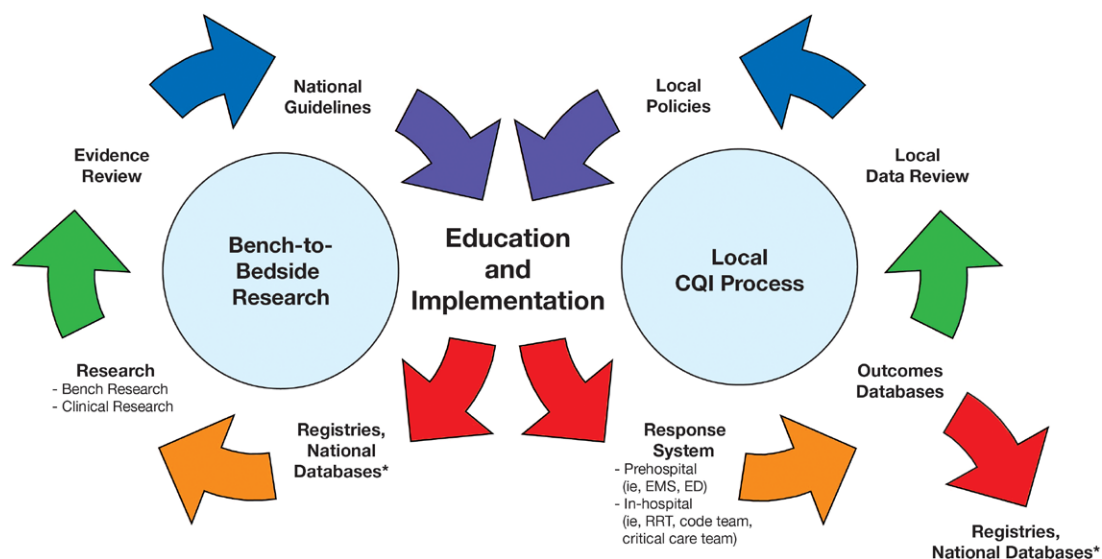 National
Guidelines
Local
Policies
Evidence
Review
Local
Data Review
Bench-to-
Bedside
Research
Education
and
Implementation
Local
CQI Process
Research
- Bench Research
- Clinical Research
Outcomes
Databases
Registries,
National
Databases*
Response
System
- Prehospital
(ie, EMS, ED)
- In-hospital
(ie, RRT, code team,
critical care team)
Registries,
National Databases*